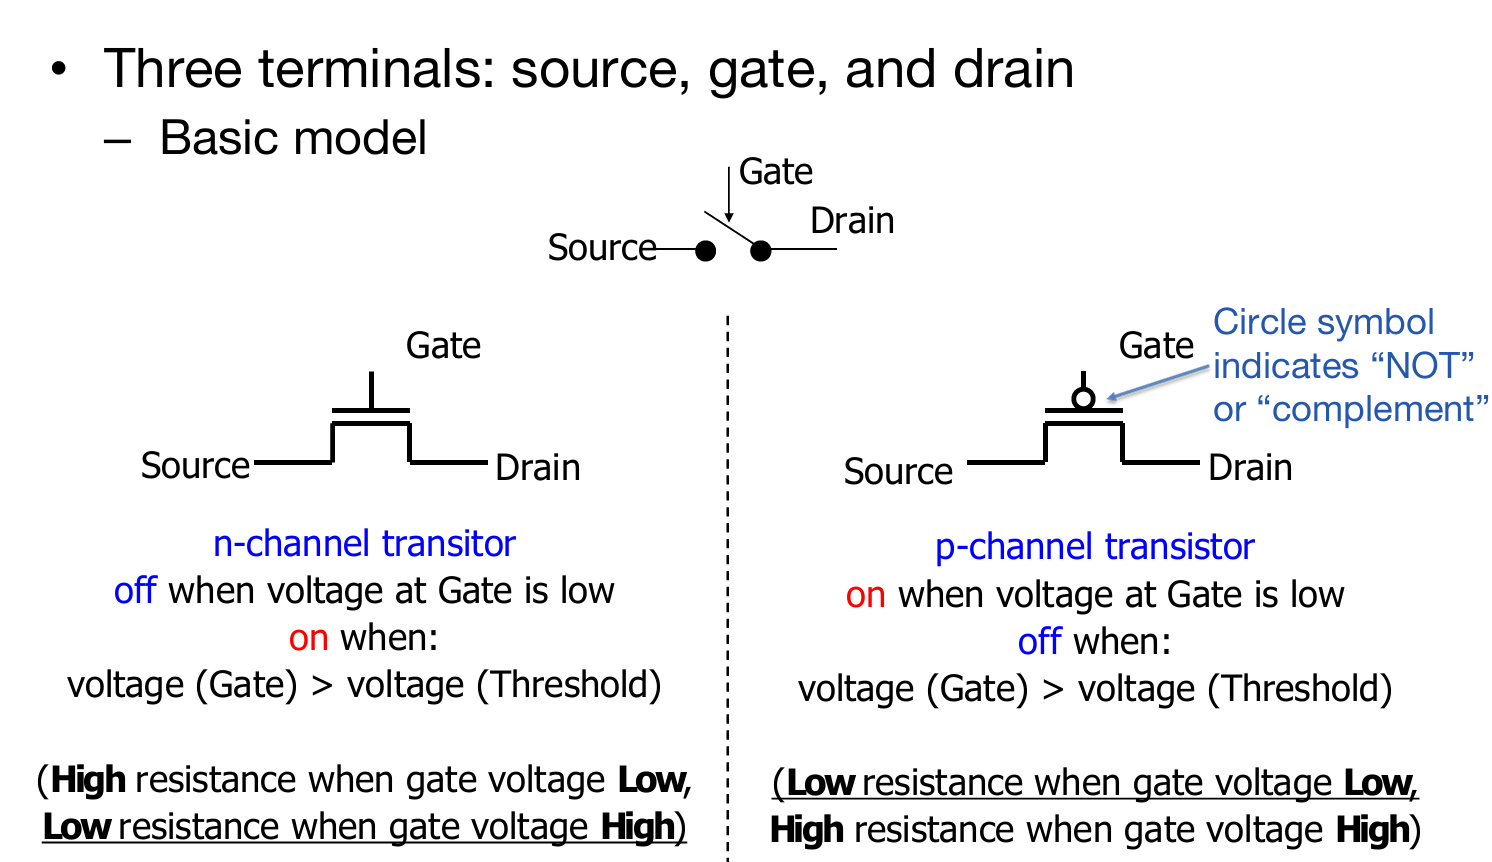 • Three terminals: source, gate, and drain
– Basic model
Gate
Drain
Source
Gate
Source
Drain
n-channel transitor
off when voltage at Gate is low
on when:
voltage (Gate) > voltage (Threshold)
(High resistance when gate voltage Low,
Low resistance when gate voltage High)
Circle symbol
indicates “NOT”
or “complement”
Gate
Source
Drain
p-channel transistor
on when voltage at Gate is low
off when:
voltage (Gate) > voltage (Threshold)
(Low resistance when gate voltage Low,
High resistance when gate voltage High)